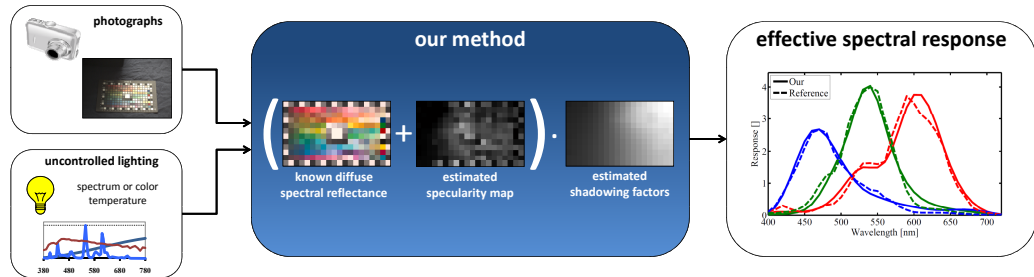 photographs
uncontrolled lighting
spectrum or color
temperature
380 480 580 680 780
our method
( + ) ·
known diffuse
spectral reflectance
estimated
specularity map
estimated
shadowing factors
effective spectral response
Our
Reference
Response []
4
3
2
1
0
400 450 500 550 600 650 700
Wavelength [nm]